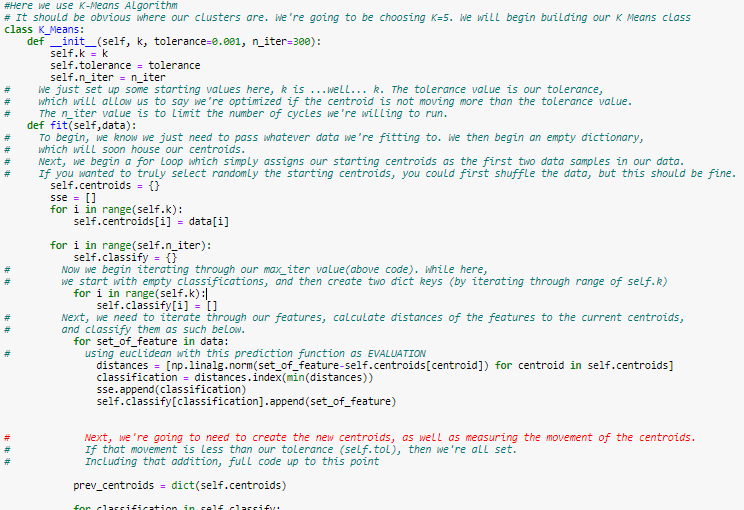 #Here we use K-Means Algorithm
# It should be obvious where our clusters are. We're going to be choosing K=5. We will begin building our K Means class
class K_Means:
    def __init__(self, k, tolerance=0.001, n_iter=300):
        self.k = k
        self.tolerance = tolerance
        self.n_iter = n_iter
#     We just set up some starting values here, k is ...well... k. The tolerance value is our tolerance,
#     which will allow us to say we're optimized if the centroid is not moving more than the tolerance value.
#     The n_iter value is to limit the number of cycles we're willing to run.
    def fit(self,data):
#     To begin, we know we just need to pass whatever data we're fitting to. We then begin an empty dictionary,
#     which will soon house our centroids.
#     Next, we begin a for loop which simply assigns our starting centroids as the first two data samples in our data.
#     If you wanted to truly select randomly the starting centroids, you could first shuffle the data, but this should be fine.
        self.centroids = {}
        sse = []
        for i in range(self.k):
            self.centroids[i] = data[i]

        for i in range(self.n_iter):
            self.classify = {}
#         Now we begin iterating through our max_iter value(above code). While here,
#         we start with empty classifications, and then create two dict keys (by iterating through range of self.k)
            for i in range(self.k):
                self.classify[i] = []
#         Next, we need to iterate through our features, calculate distances of the features to the current centroids,
#         and classify them as such below.
            for set_of_feature in data:
#             using euclidean with this prediction function as EVALUATION
                distances = [np.linalg.norm(set_of_feature-self.centroids[centroid]) for centroid in self.centroids]
                classification = distances.index(min(distances))
                sse.append(classification)
                self.classify[classification].append(set_of_feature)

#             Next, we're going to need to create the new centroids, as well as measuring the movement of the centroids.
#             If that movement is less than our tolerance (self.tol), then we're all set.
#             Including that addition, full code up to this point

            prev_centroids = dict(self.centroids)

            for classification in self.classify: